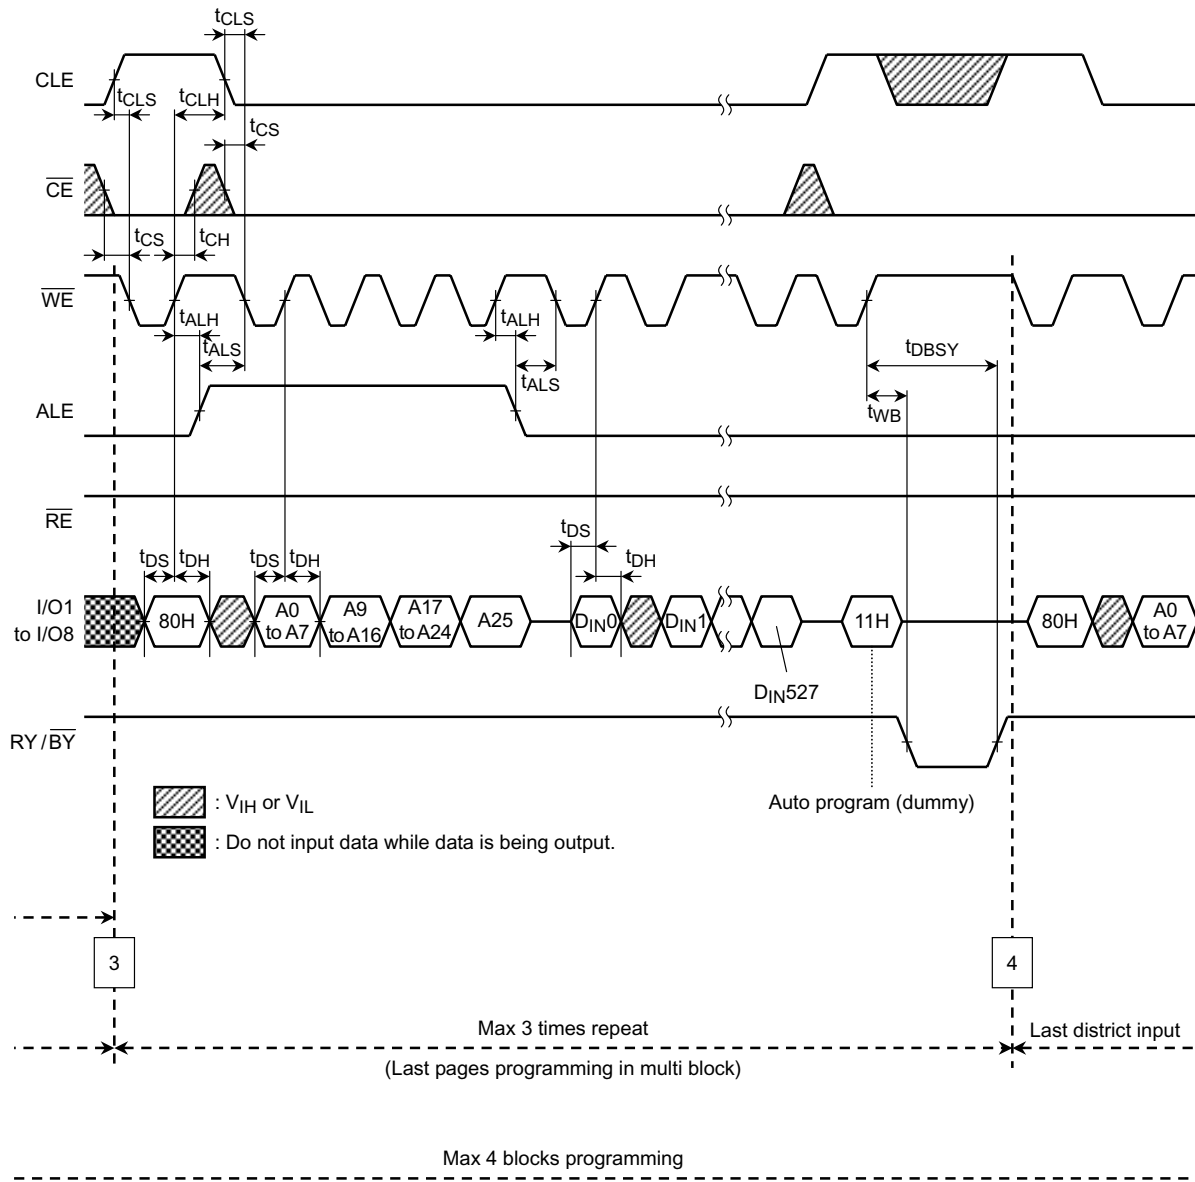 tCLS
CLE
tCLS
tCLH
tCS
CE
tCS
tCH
WE
tALH
tALH
tALS
tDBSY
tALS
ALE
tWB
RE
tDS
tDS
tDH
tDS
tDH
tDH
I/O1
to I/O8
80H
A0
to A7
A9
to A16
A17
to A24
A25
DIN0
DIN1
11H
80H
A0
to A7
DIN527
RY/BY
: VIH or VIL
Auto program (dummy)
: Do not input data while data is being output.
3
4
Max 3 times repeat
Last district input
(Last pages programming in multi block)
Max 4 blocks programming